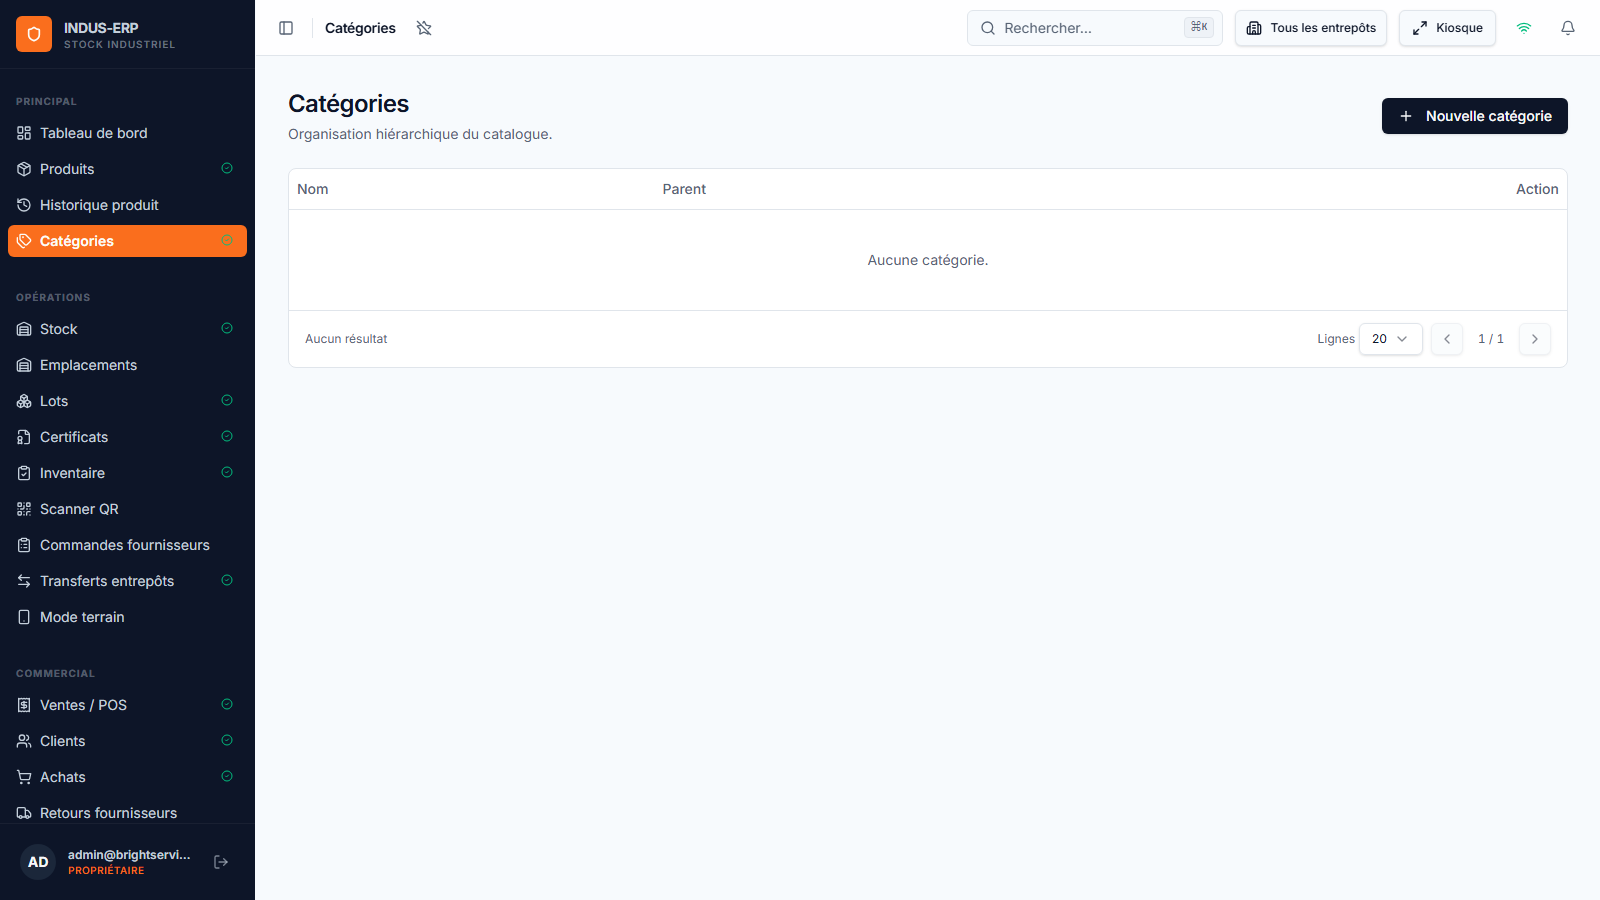 INDUS-ERP
STOCK INDUSTRIEL
PRINCIPAL
Tableau de bord
Produits
Historique produit
Catégories
OPÉRATIONS
Stock
Emplacements
Lots
Certificats
Inventaire
Scanner QR
Commandes fournisseurs
Transferts entrepôts
Mode terrain
COMMERCIAL
Ventes / POS
Clients
Achats
Retours fournisseurs
AD
admin@brightservi...
PROPRIÉTAIRE
Catégories
Rechercher... ⌘K
Tous les entrepôts
Kiosque
Catégories
Organisation hiérarchique du catalogue.
Nouvelle catégorie
Nom Parent Action
Aucune catégorie.
Aucun résultat
Lignes 20 1 / 1